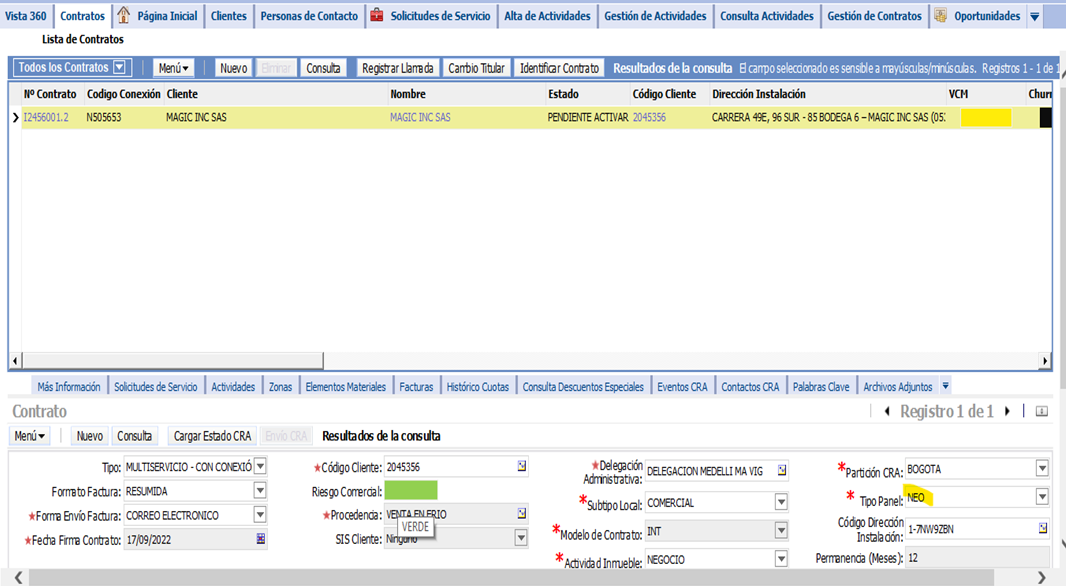 Vista 360 Contratos Página Inicial Clientes Personas de Contacto Solicitudes de Servicio Alta de Actividades Gestión de Actividades Consulta Actividades Gestión de Contratos Oportunidades
Lista de Contratos
Todos los Contratos Menú Nuevo Eliminar Consulta Registrar Llamada Cambio Titular Identificar Contrato Resultados de la consulta El campo seleccionado es sensible a mayúsculas/minúsculas. Registros 1 - 1 de 1
Nº Contrato Codigo Conexión Cliente Nombre Estado Código Cliente Dirección Instalación VCM Churn
I2456001.2 N505653 MAGIC INC SAS MAGIC INC SAS PENDIENTE ACTIVAR 2045356 CARRERA 49E, 96 SUR - 85 BODEGA 6 – MAGIC INC SAS (05:
Más Información Solicitudes de Servicio Actividades Zonas Elementos Materiales Facturas Histórico Cuotas Consulta Descuentos Especiales Eventos CRA Contactos CRA Palabras Clave Archivos Adjuntos
Contrato Registro 1 de 1
Menú Nuevo Consulta Cargar Estado CRA Envío CRA Resultados de la consulta
Tipo: MULTISERVICIO - CON CONEXIÓ ★Código Cliente: 2045356 ★Delegación Administrativa: DELEGACION MEDELLI MA VIG *Partición CRA: BOGOTA
Formato Factura: RESUMIDA Riesgo Comercial: *Subtipo Local: COMERCIAL * Tipo Panel: NEO
★Forma Envío Factura: CORREO ELECTRONICO ★Procedencia: VENTA EN FRIO *Modelo de Contrato: INT Código Dirección Instalación: 1-7NW9ZBN
VERDE
★Fecha Firma Contrato: 17/09/2022 SIS Cliente: Ninguno *Actividad Inmueble: NEGOCIO Permanencia (Meses): 12